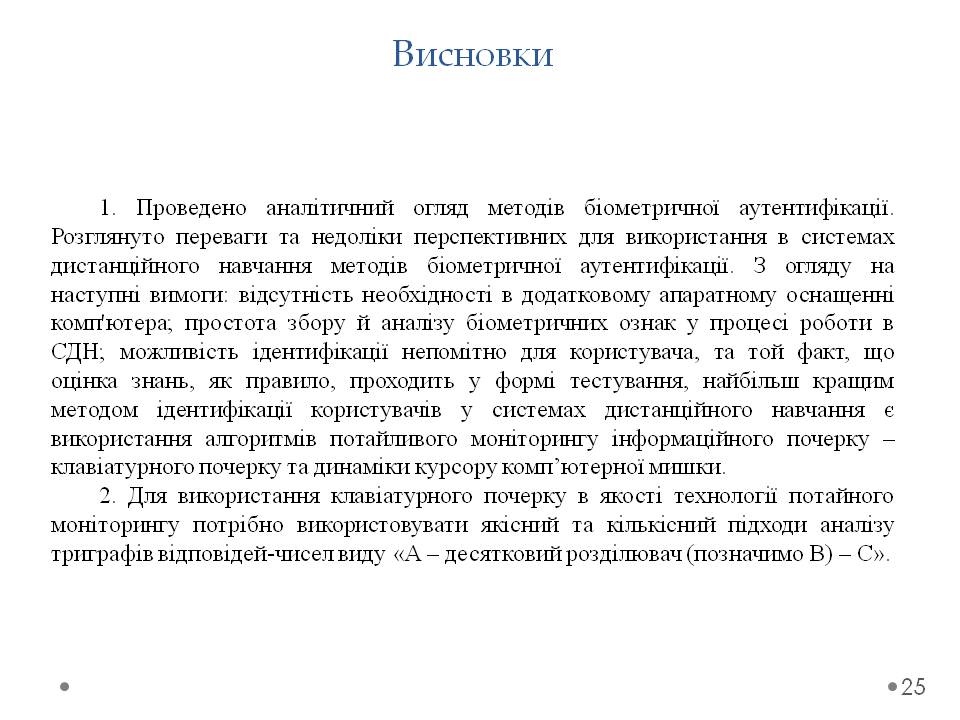 Висновки
1. Проведено аналітичний огляд методів біометричної аутентифікації.
Розглянуто переваги та недоліки перспективних для використання в системах
дистанційного навчання методів біометричної аутентифікації. З огляду на
наступні вимоги: відсутність необхідності в додатковому апаратному оснащенні
комп'ютера; простота збору й аналізу біометричних ознак у процесі роботи в
СДН; можливість ідентифікації непомітно для користувача, та той факт, що
оцінка знань, як правило, проходить у формі тестування, найбільш кращим
методом ідентифікації користувачів у системах дистанційного навчання є
використання алгоритмів потайливого моніторингу інформаційного почерку –
клавіатурного почерку та динаміки курсору комп’ютерної мишки.
2. Для використання клавіатурного почерку в якості технології потайного
моніторингу потрібно використовувати якісний та кількісний підходи аналізу
триграфів відповідей-чисел виду «А – десятковий розділювач (позначимо В) – С».
25